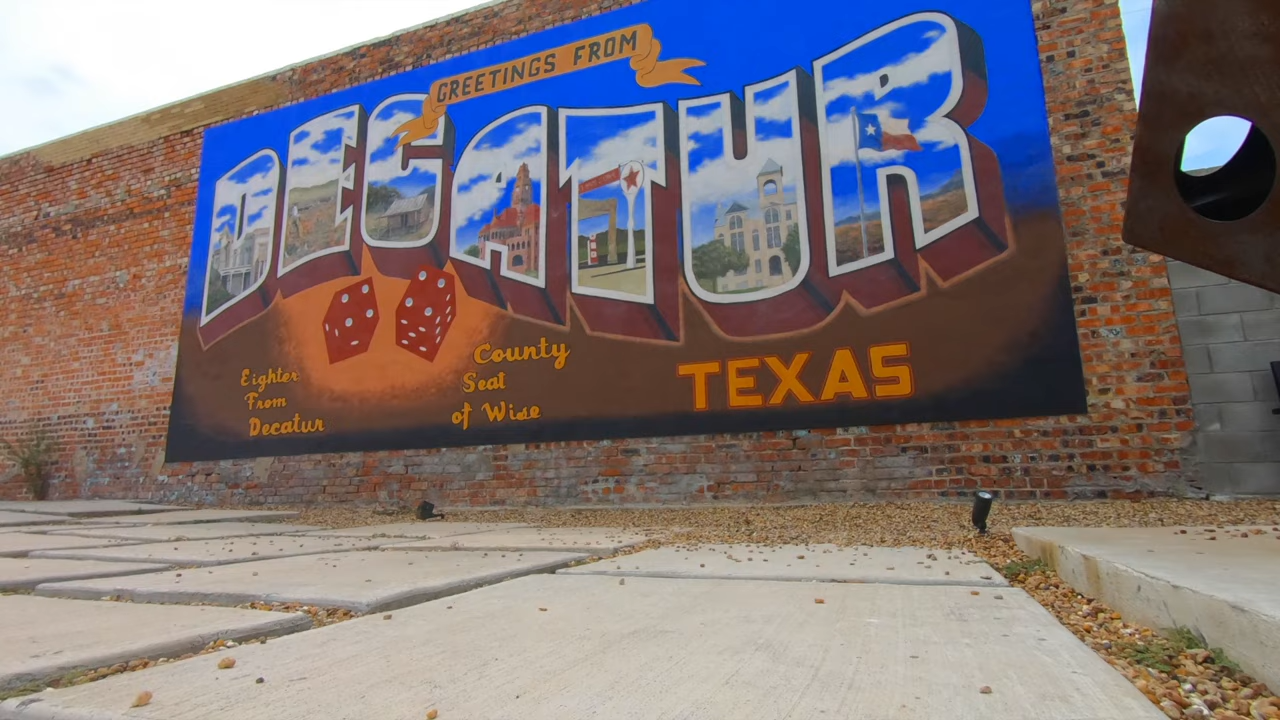 GREETINGS FROM
DECATUR
Eighter
From
Decatur
County
Seat
of Wise
TEXAS